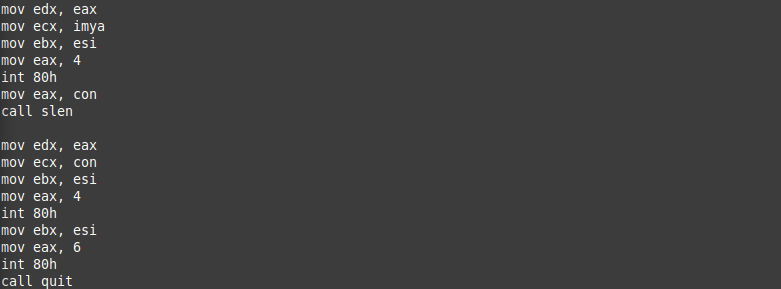 mov edx, eax
mov ecx, imya
mov ebx, esi
mov eax, 4
int 80h
mov eax, con
call slen
mov edx, eax
mov ecx, con
mov ebx, esi
mov eax, 4
int 80h
mov ebx, esi
mov eax, 6
int 80h
call quit